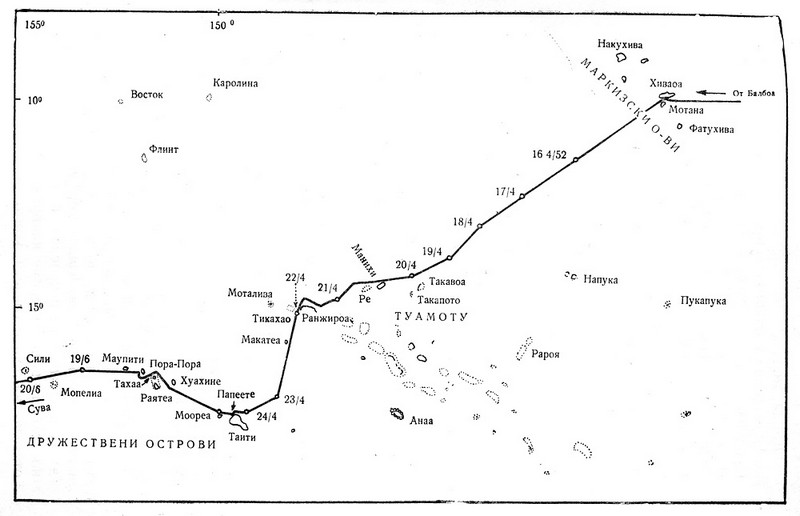 155⁰
150⁰
Накухива
МАРКИЗСКИ О-ВИ
Хиваоа
От Балбоа
Мотана
Фатухива
10⁰
Восток
Каролина
Флинт
16 4/52
17/4
18/4
19/4
20/4
Манихи
22/4
21/4
Такавоа
Такапото
Ре
Напука
Пукапука
15⁰
Моталива
Тикахао
Ранжироа
ТУАМОТУ
Макатеа
Рароя
Сили
19/6
Маупити
Пора-Пора
Тахаа
Хуахине
20/6
Мопелиа
Раятеа
Сува
Папеете
23/4
Моореа
24/4
Таити
Анаа
ДРУЖЕСТВЕНИ ОСТРОВИ